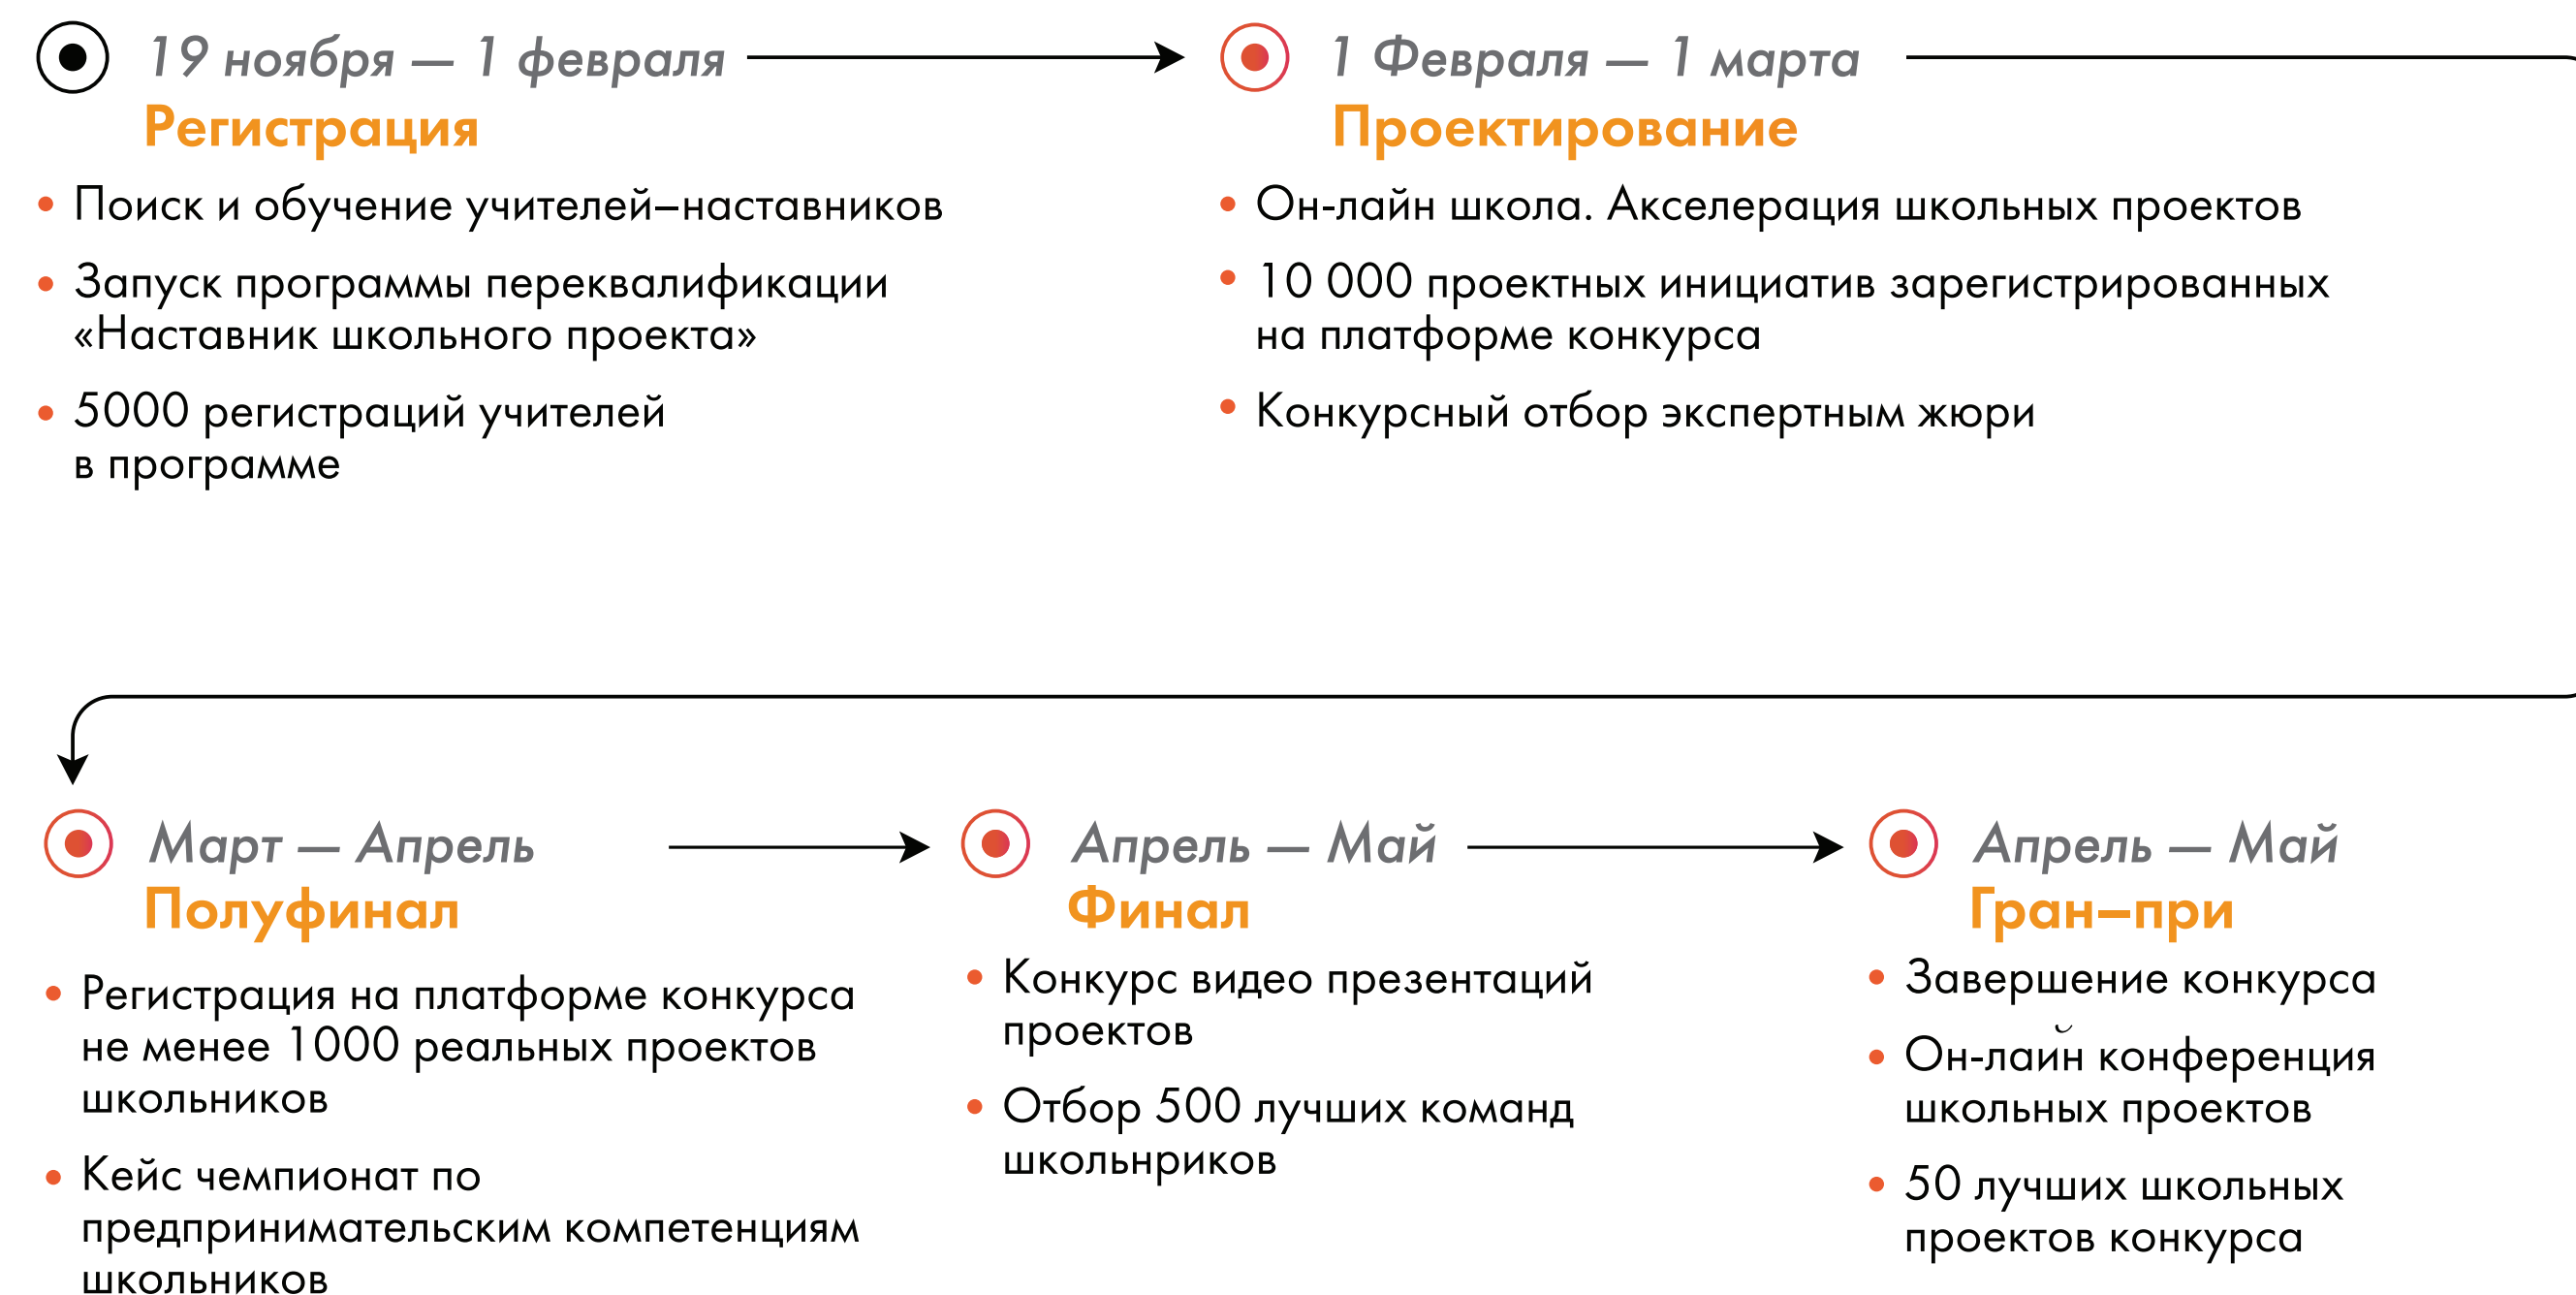 19 ноября — 1 февраля
Регистрация
• Поиск и обучение учителей–наставников
• Запуск программы переквалификации
«Наставник школьного проекта»
• 5000 регистраций учителей
в программе
1 Февраля — 1 марта
Проектирование
• Он-лайн школа. Акселерация школьных проектов
• 10 000 проектных инициатив зарегистрированных
на платформе конкурса
• Конкурсный отбор экспертным жюри
Март — Апрель
Полуфинал
• Регистрация на платформе конкурса
не менее 1000 реальных проектов
школьников
• Кейс чемпионат по
предпринимательским компетенциям
школьников
Апрель — Май
Финал
• Конкурс видео презентаций
проектов
• Отбор 500 лучших команд
школьнриков
Апрель — Май
Гран–при
• Завершение конкурса
• Он-лайн конференция
школьных проектов
• 50 лучших школьных
проектов конкурса